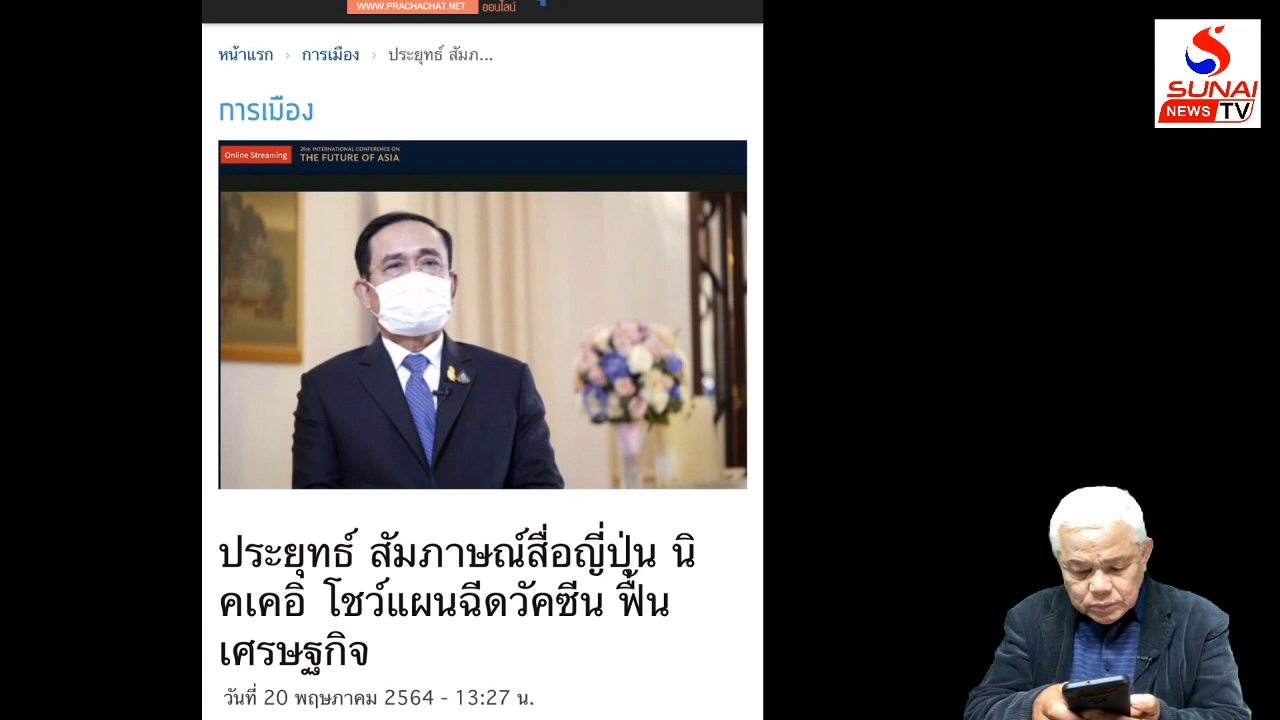 WWW.PRACHACHAT.NET ออนไลน์
หน้าแรก › การเมือง › ประยุทธ์ สัมภ...
การเมือง
Online Streaming
26th INTERNATIONAL CONFERENCE ON
THE FUTURE OF ASIA
ประยุทธ์ สัมภาษณ์สื่อญี่ปุ่น นิ
คเคอิ โชว์แผนฉีดวัคซีน ฟื้น
เศรษฐกิจ
วันที่ 20 พฤษภาคม 2564 - 13:27 น.
SUNAI
NEWS TV